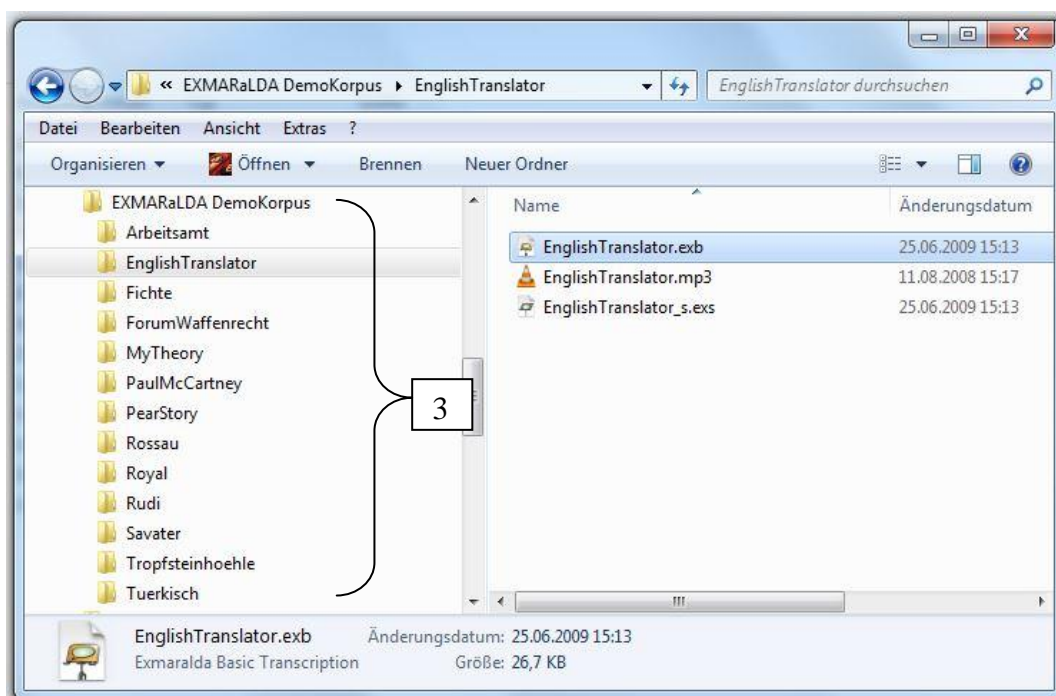 « EXMARaLDA DemoKorpus ▸ EnglishTranslator
EnglishTranslator durchsuchen
Datei Bearbeiten Ansicht Extras ?
Organisieren Öffnen Brennen Neuer Ordner
EXMARaLDA DemoKorpus
Arbeitsamt
EnglishTranslator
Fichte
ForumWaffenrecht
MyTheory
PaulMcCartney
PearStory
Rossau
Royal
Rudi
Savater
Tropfsteinhoehle
Tuerkisch
3
Name Änderungsdatum
EnglishTranslator.exb 25.06.2009 15:13
EnglishTranslator.mp3 11.08.2008 15:17
EnglishTranslator_s.exs 25.06.2009 15:13
EnglishTranslator.exb Änderungsdatum: 25.06.2009 15:13
Exmaralda Basic Transcription Größe: 26,7 KB